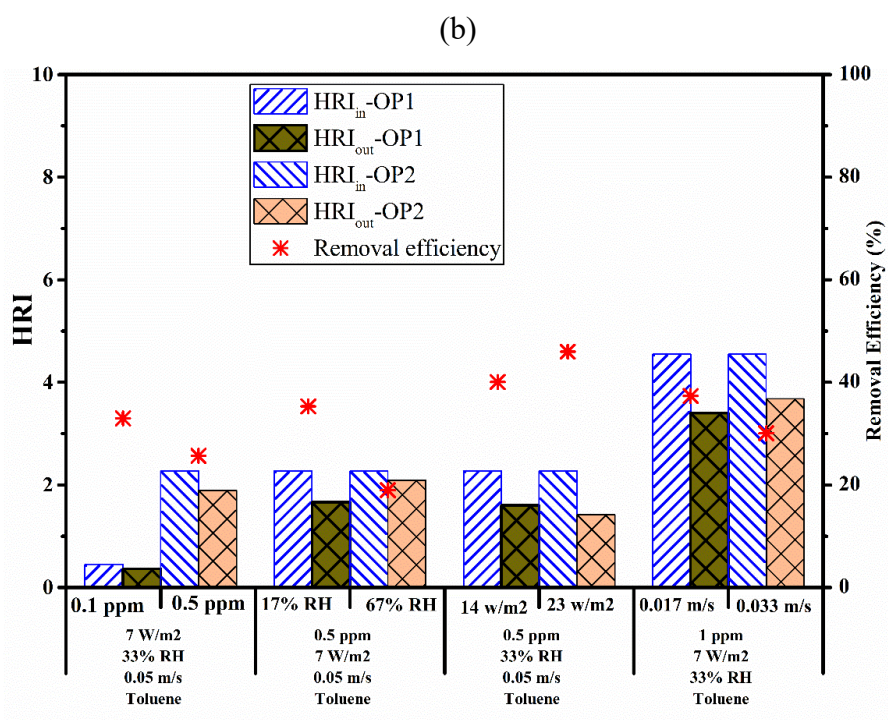 (b)
HRI
10
8
6
4
2
0
HRIin-OP1
HRIout-OP1
HRIin-OP2
HRIout-OP2
Removal efficiency
100
80
60
40
20
0
Removal Efficiency (%)
0.1 ppm 0.5 ppm 17% RH 67% RH 14 w/m2 23 w/m2 0.017 m/s 0.033 m/s
7 W/m2 0.5 ppm 0.5 ppm 1 ppm
33% RH 7 W/m2 33% RH 7 W/m2
0.05 m/s 0.05 m/s 0.05 m/s 33% RH
Toluene Toluene Toluene Toluene